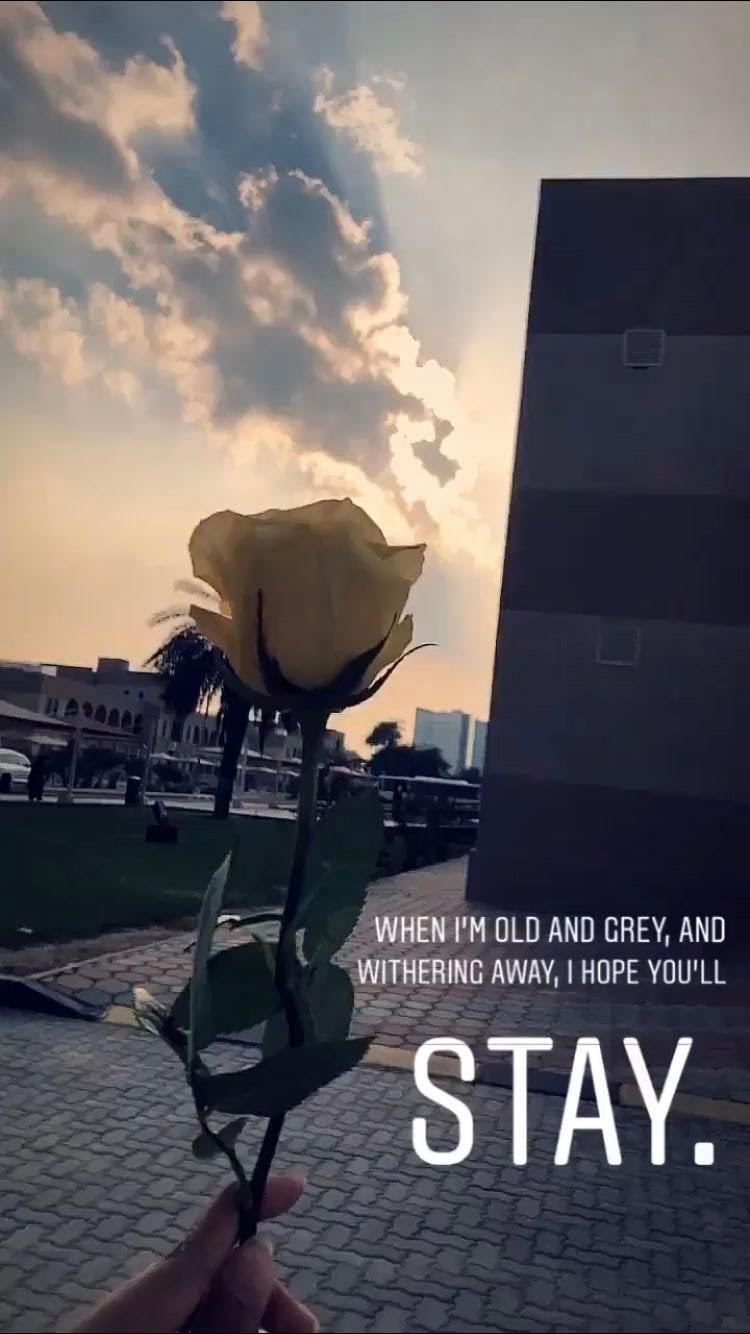 WHEN I'M OLD AND GREY, AND
WITHERING AWAY, I HOPE YOU'LL
STAY.